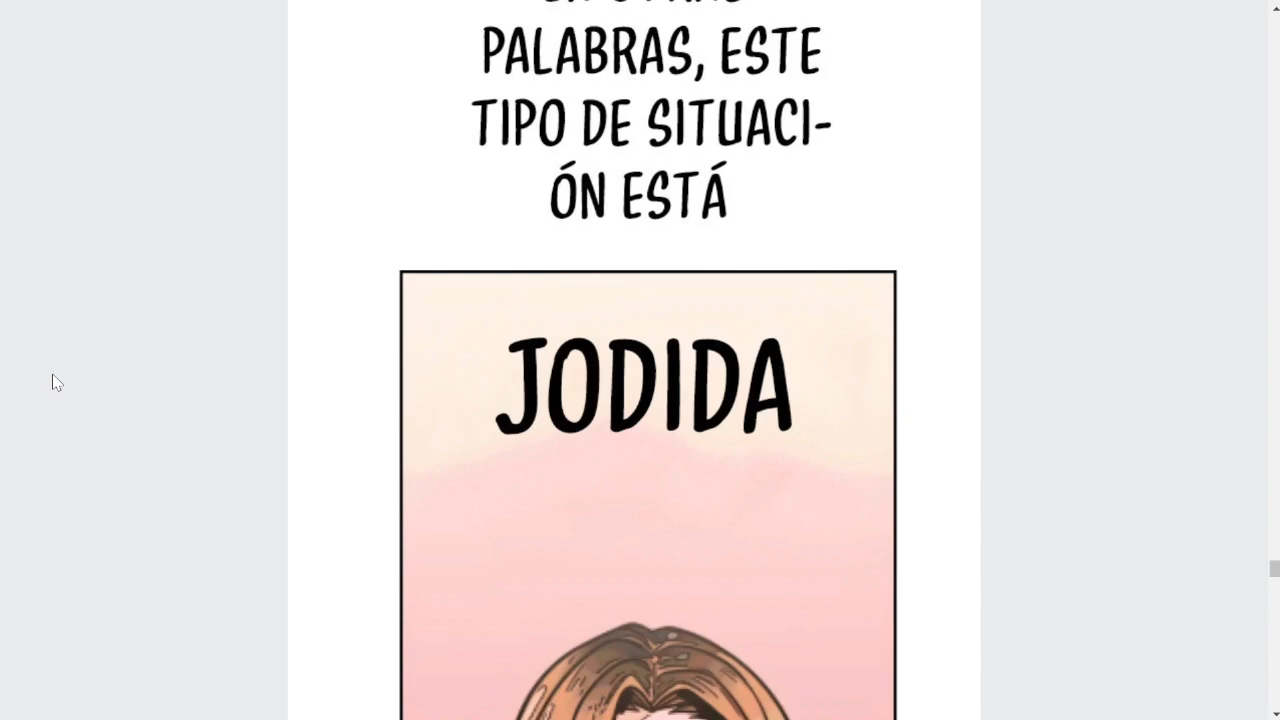 PALABRAS, ESTE
TIPO DE SITUACI-
ÓN ESTÁ
JODIDA